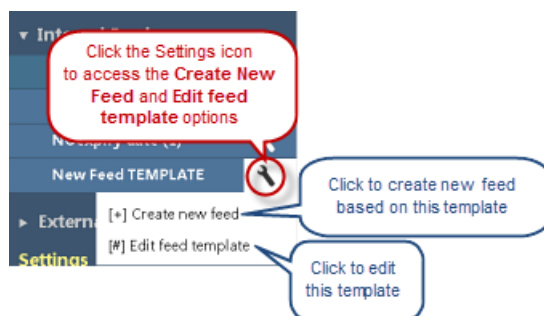 ▾ Int
Click the Settings icon
to access the Create New
Feed and Edit feed
template options
New Feed TEMPLATE
Click to create new feed
based on this template
▸ Extern
[+] Create new feed
[#] Edit feed template
Settings
Click to edit
this template